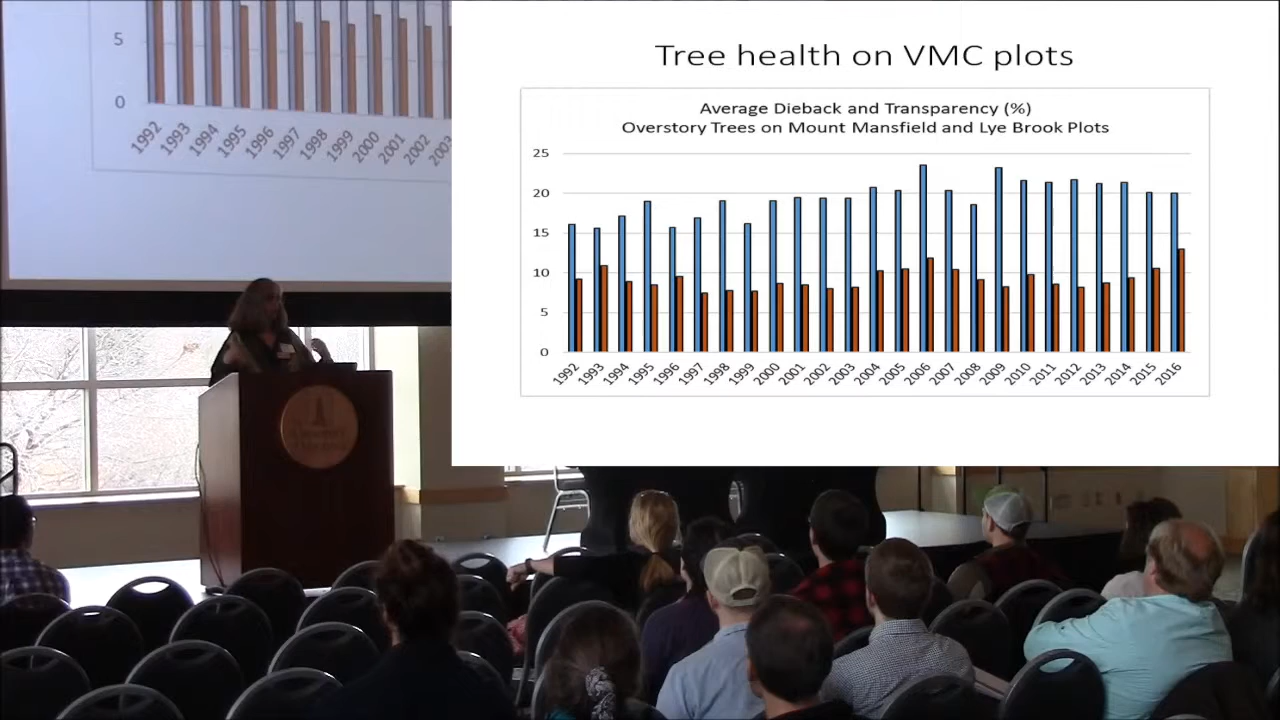 5
0
1992 1993 1994 1995 1996 1997 1998 1999 2000 2001 2002 2003
Tree health on VMC plots
Average Dieback and Transparency (%)
Overstory Trees on Mount Mansfield and Lye Brook Plots
25
20
15
10
5
0
1992 1993 1994 1995 1996 1997 1998 1999 2000 2001 2002 2003 2004 2005 2006 2007 2008 2009 2010 2011 2012 2013 2014 2015 2016